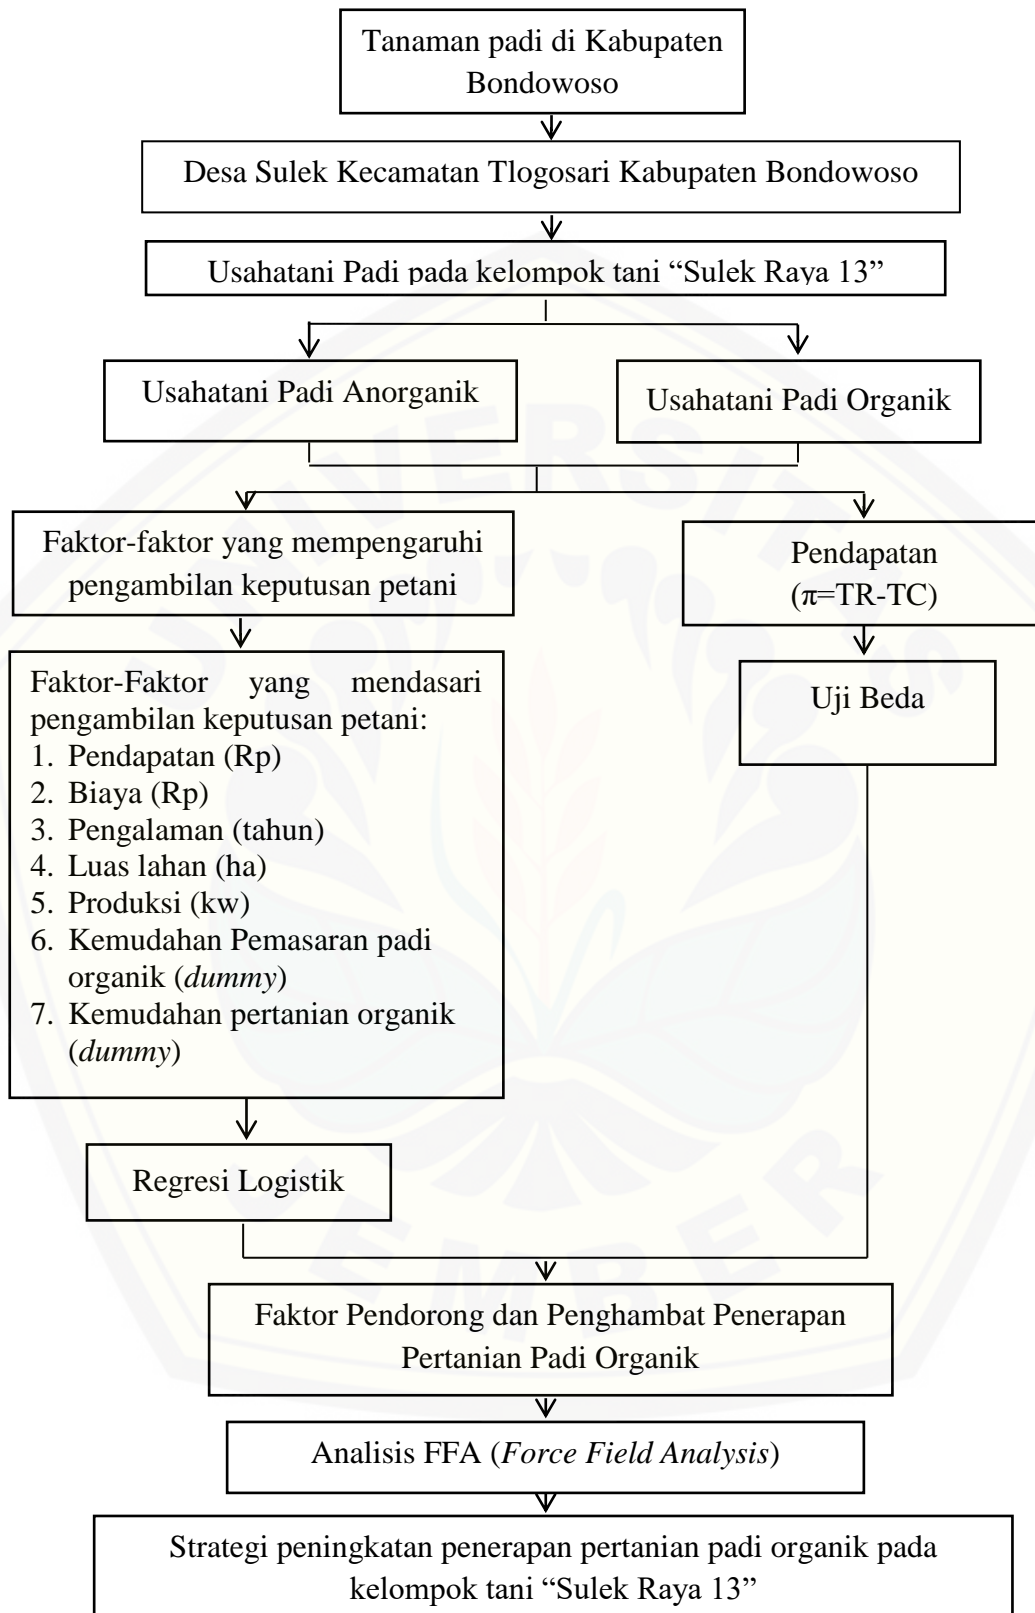 Tanaman padi di Kabupaten
Bondowoso
Desa Sulek Kecamatan Tlogosari Kabupaten Bondowoso
Usahatani Padi pada kelompok tani “Sulek Raya 13”
Usahatani Padi Anorganik
Usahatani Padi Organik
Faktor-faktor yang mempengaruhi
pengambilan keputusan petani
Pendapatan
(π=TR-TC)
Faktor-Faktor yang mendasari
pengambilan keputusan petani:
1. Pendapatan (Rp)
2. Biaya (Rp)
3. Pengalaman (tahun)
4. Luas lahan (ha)
5. Produksi (kw)
6. Kemudahan Pemasaran padi
organik (dummy)
7. Kemudahan pertanian organik
(dummy)
Uji Beda
Regresi Logistik
Faktor Pendorong dan Penghambat Penerapan
Pertanian Padi Organik
Analisis FFA (Force Field Analysis)
Strategi peningkatan penerapan pertanian padi organik pada
kelompok tani “Sulek Raya 13”
UNIVERSITAS
JEMBER